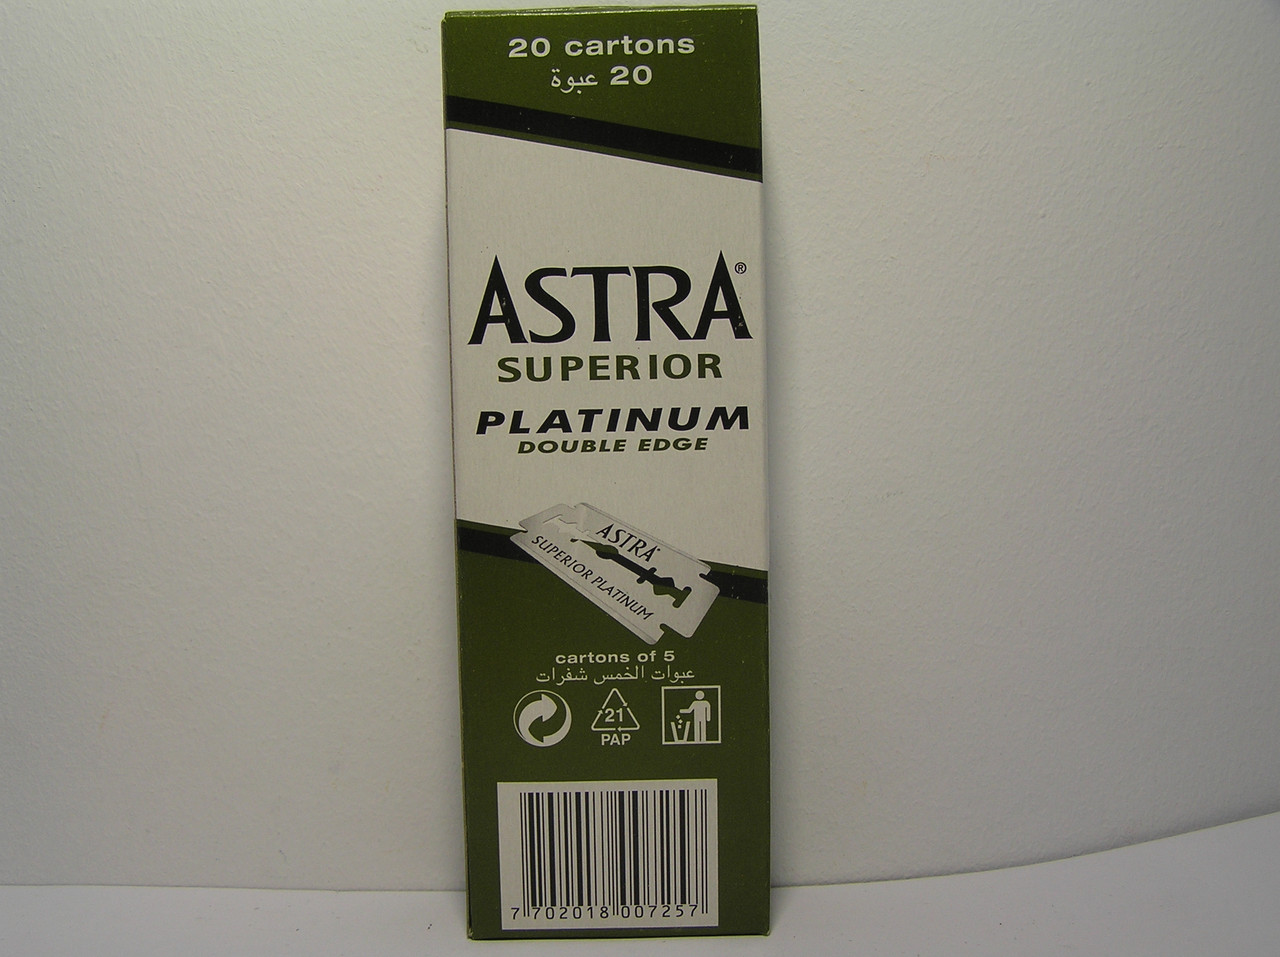 20 cartons
20 عبوة
ASTRA®
SUPERIOR
PLATINUM
DOUBLE EDGE
ASTRA
SUPERIOR PLATINUM
cartons of 5
عبوات الخمس شفرات
21
PAP
7 702018 007257